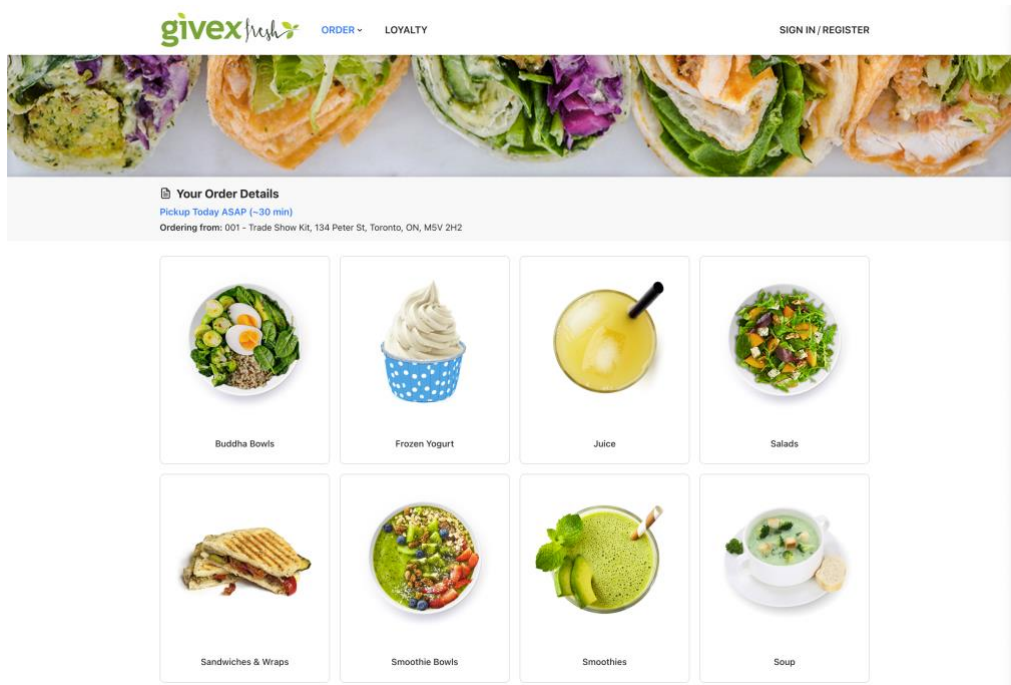 givex fresh
ORDER
LOYALTY
SIGN IN / REGISTER
Your Order Details
Pickup Today ASAP (~30 min)
Ordering from: 001 - Trade Show Kit, 134 Peter St, Toronto, ON, M5V 2H2
Buddha Bowls
Frozen Yogurt
Juice
Salads
Sandwiches & Wraps
Smoothie Bowls
Smoothies
Soup